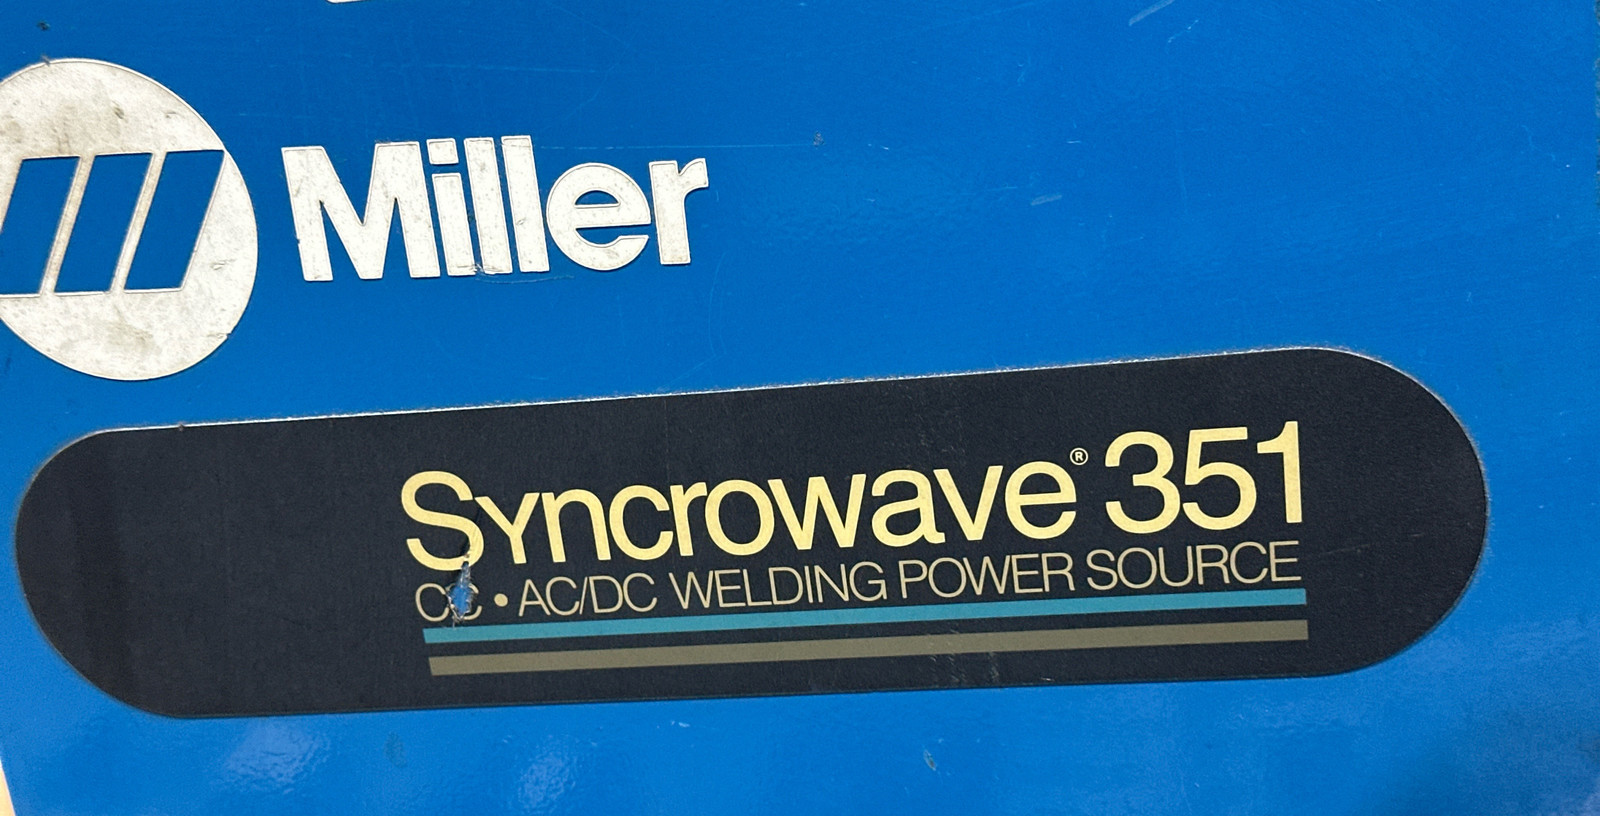 Miller
Syncrowave® 351
CC • AC/DC WELDING POWER SOURCE